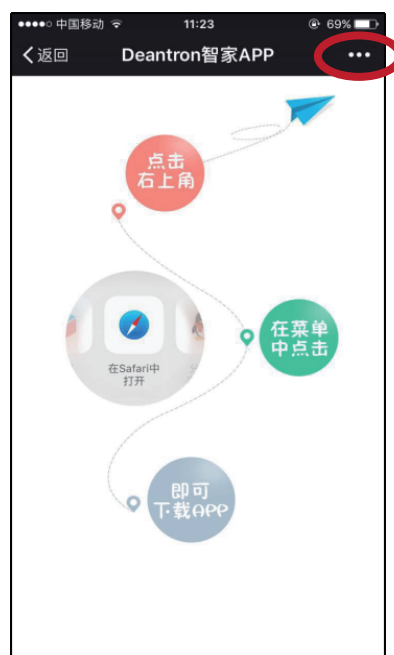 中国移动 11:23 69%
返回 Deantron智家APP
点击
右上角
在Safari中
打开
在菜单
中点击
即可
下载APP